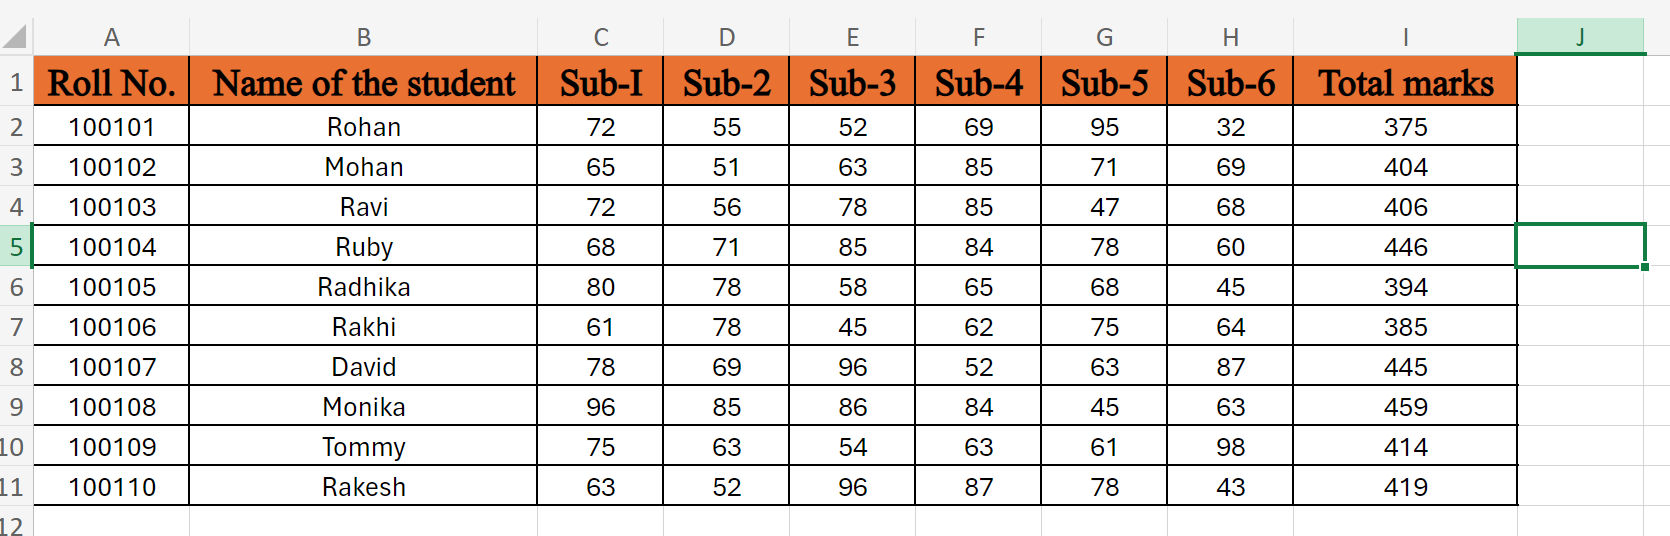 A B C D E F G H I J
1 Roll No. Name of the student Sub-I Sub-2 Sub-3 Sub-4 Sub-5 Sub-6 Total marks
2 100101 Rohan 72 55 52 69 95 32 375
3 100102 Mohan 65 51 63 85 71 69 404
4 100103 Ravi 72 56 78 85 47 68 406
5 100104 Ruby 68 71 85 84 78 60 446
6 100105 Radhika 80 78 58 65 68 45 394
7 100106 Rakhi 61 78 45 62 75 64 385
8 100107 David 78 69 96 52 63 87 445
9 100108 Monika 96 85 86 84 45 63 459
10 100109 Tommy 75 63 54 63 61 98 414
11 100110 Rakesh 63 52 96 87 78 43 419
12